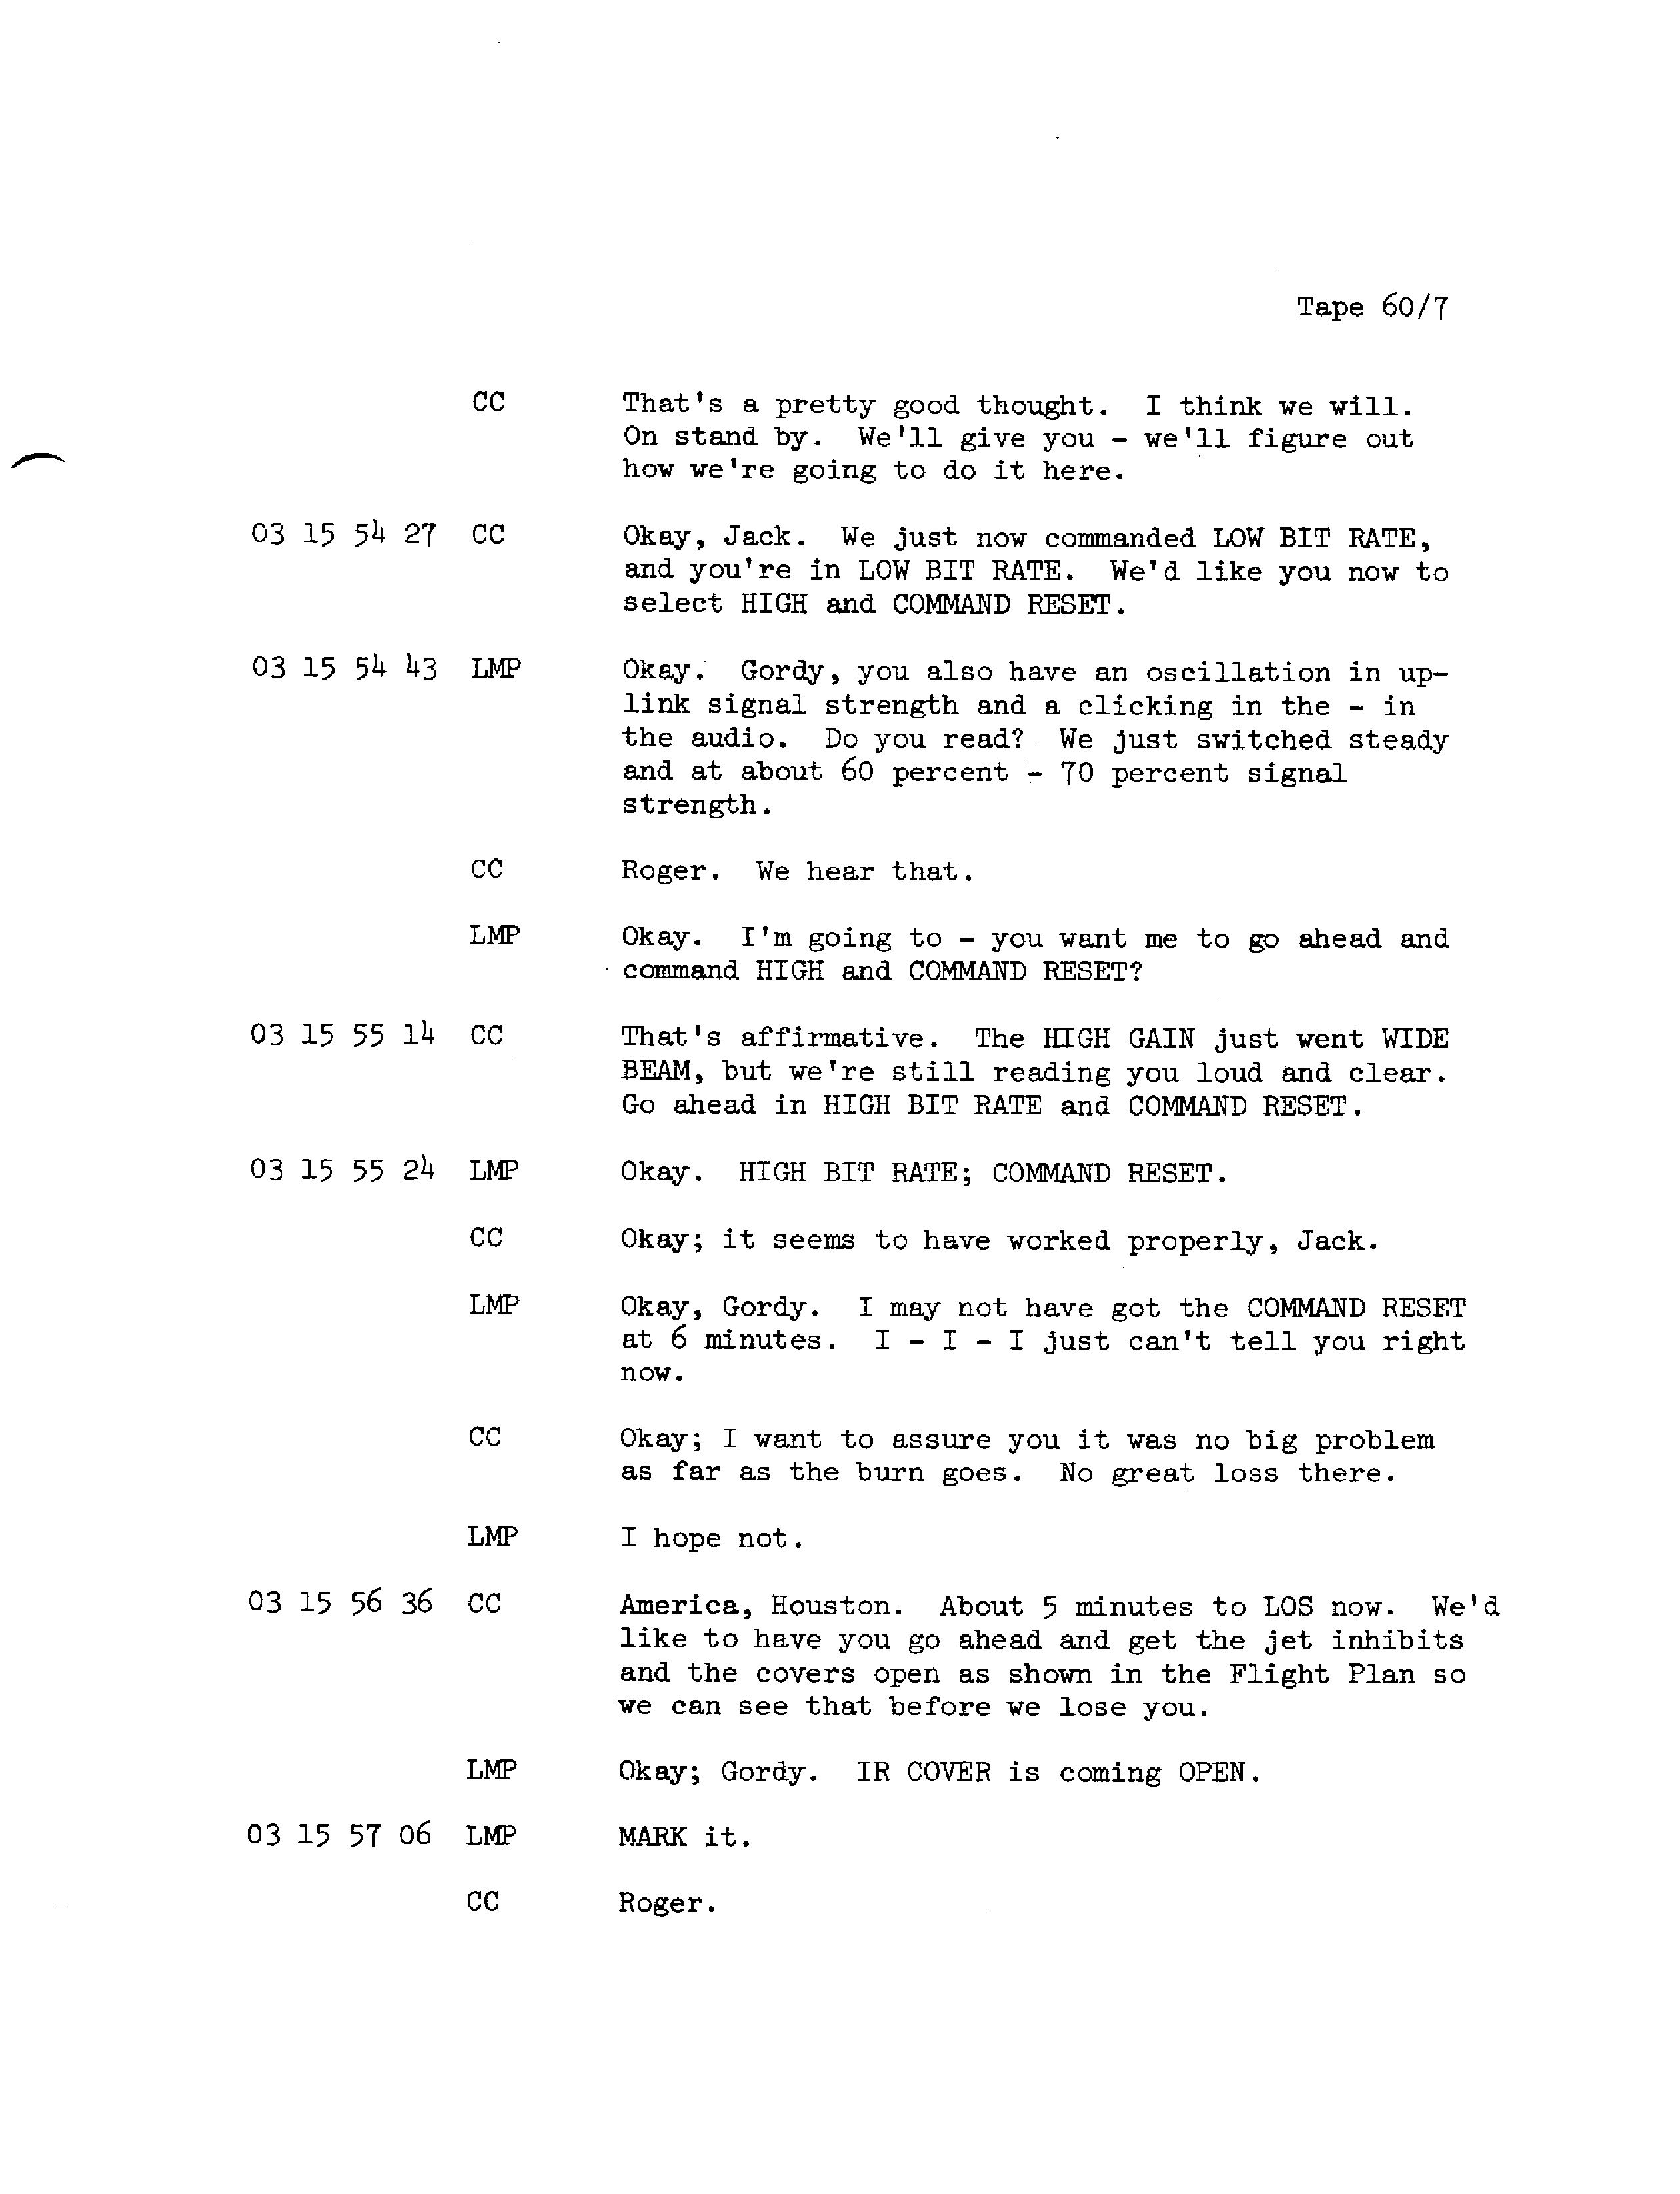 Tape 60/7
CC That's a pretty good thought. I think we will.
On stand by. We'll give you - we'll figure out
how we're going to do it here.
03 15 54 27 CC Okay, Jack. We just now commanded LOW BIT RATE,
and you're in LOW BIT RATE. We'd like you now to
select HIGH and COMMAND RESET.
03 15 54 43 LMP Okay. Gordy, you also have an oscillation in up-
link signal strength and a clicking in the - in
the audio. Do you read? We just switched steady
and at about 60 percent - 70 percent signal
strength.
CC Roger. We hear that.
LMP Okay. I'm going to - you want me to go ahead and
command HIGH and COMMAND RESET?
03 15 55 14 CC That's affirmative. The HIGH GAIN just went WIDE
BEAM, but we're still reading you loud and clear.
Go ahead in HIGH BIT RATE and COMMAND RESET.
03 15 55 24 LMP Okay. HIGH BIT RATE; COMMAND RESET.
CC Okay; it seems to have worked properly, Jack.
LMP Okay, Gordy. I may not have got the COMMAND RESET
at 6 minutes. I - I - I just can't tell you right
now.
CC Okay; I want to assure you it was no big problem
as far as the burn goes. No great loss there.
LMP I hope not.
03 15 56 36 CC America, Houston. About 5 minutes to LOS now. We'd
like to have you go ahead and get the jet inhibits
and the covers open as shown in the Flight Plan so
we can see that before we lose you.
LMP Okay; Gordy. IR COVER is coming OPEN.
03 15 57 06 LMP MARK it.
CC Roger.